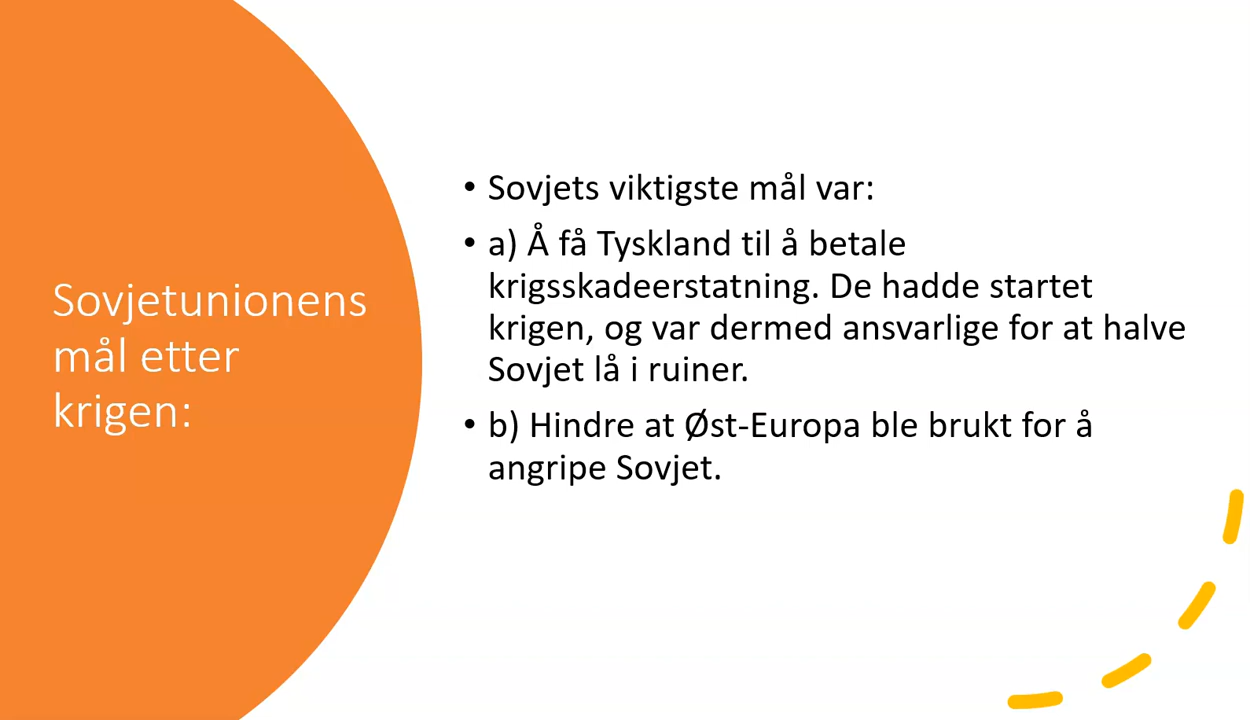 Sovjetunionens
mål etter
krigen:
• Sovjets viktigste mål var:
• a) Å få Tyskland til å betale
krigsskadeerstatning. De hadde startet
krigen, og var dermed ansvarlige for at halve
Sovjet lå i ruiner.
• b) Hindre at Øst-Europa ble brukt for å
angripe Sovjet.